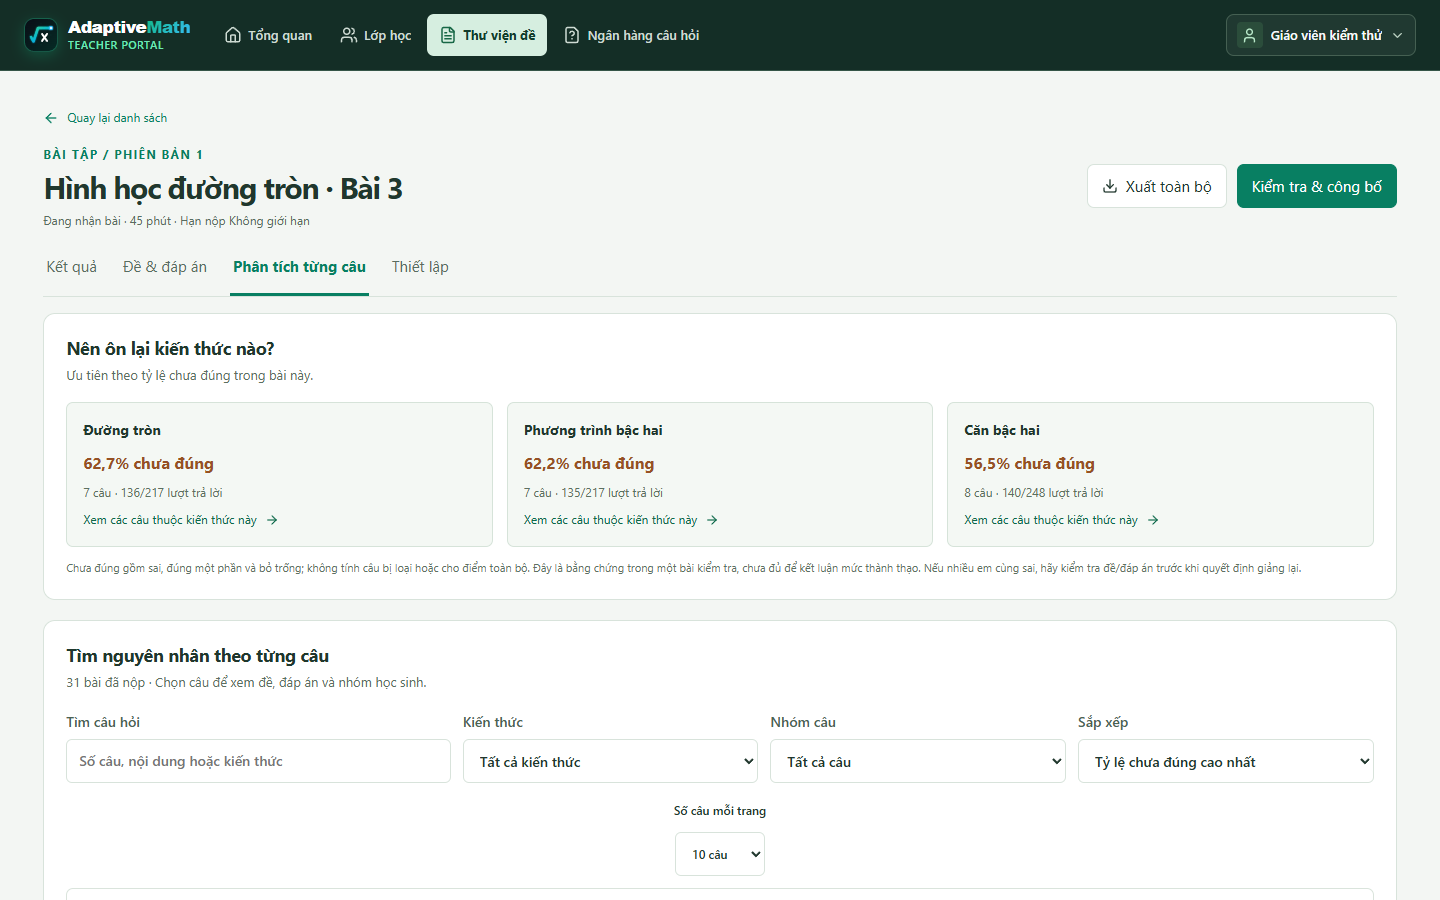 AdaptiveMath
TEACHER PORTAL
Tổng quan
Lớp học
Thư viện đề
Ngân hàng câu hỏi
Giáo viên kiểm thử
Quay lại danh sách
BÀI TẬP / PHIÊN BẢN 1
Hình học đường tròn · Bài 3
Đang nhận bài · 45 phút · Hạn nộp Không giới hạn
Xuất toàn bộ
Kiểm tra & công bố
Kết quả
Đề & đáp án
Phân tích từng câu
Thiết lập
Nên ôn lại kiến thức nào?
Ưu tiên theo tỷ lệ chưa đúng trong bài này.
Đường tròn
62,7% chưa đúng
7 câu · 136/217 lượt trả lời
Xem các câu thuộc kiến thức này
Phương trình bậc hai
62,2% chưa đúng
7 câu · 135/217 lượt trả lời
Xem các câu thuộc kiến thức này
Căn bậc hai
56,5% chưa đúng
8 câu · 140/248 lượt trả lời
Xem các câu thuộc kiến thức này
Chưa đúng gồm sai, đúng một phần và bỏ trống; không tính câu bị loại hoặc cho điểm toàn bộ. Đây là bằng chứng trong một bài kiểm tra, chưa đủ để kết luận mức thành thạo. Nếu nhiều em cùng sai, hãy kiểm tra đề/đáp án trước khi quyết định giảng lại.
Tìm nguyên nhân theo từng câu
31 bài đã nộp · Chọn câu để xem đề, đáp án và nhóm học sinh.
Tìm câu hỏi
Số câu, nội dung hoặc kiến thức
Kiến thức
Tất cả kiến thức
Nhóm câu
Tất cả câu
Sắp xếp
Tỷ lệ chưa đúng cao nhất
Số câu mỗi trang
10 câu